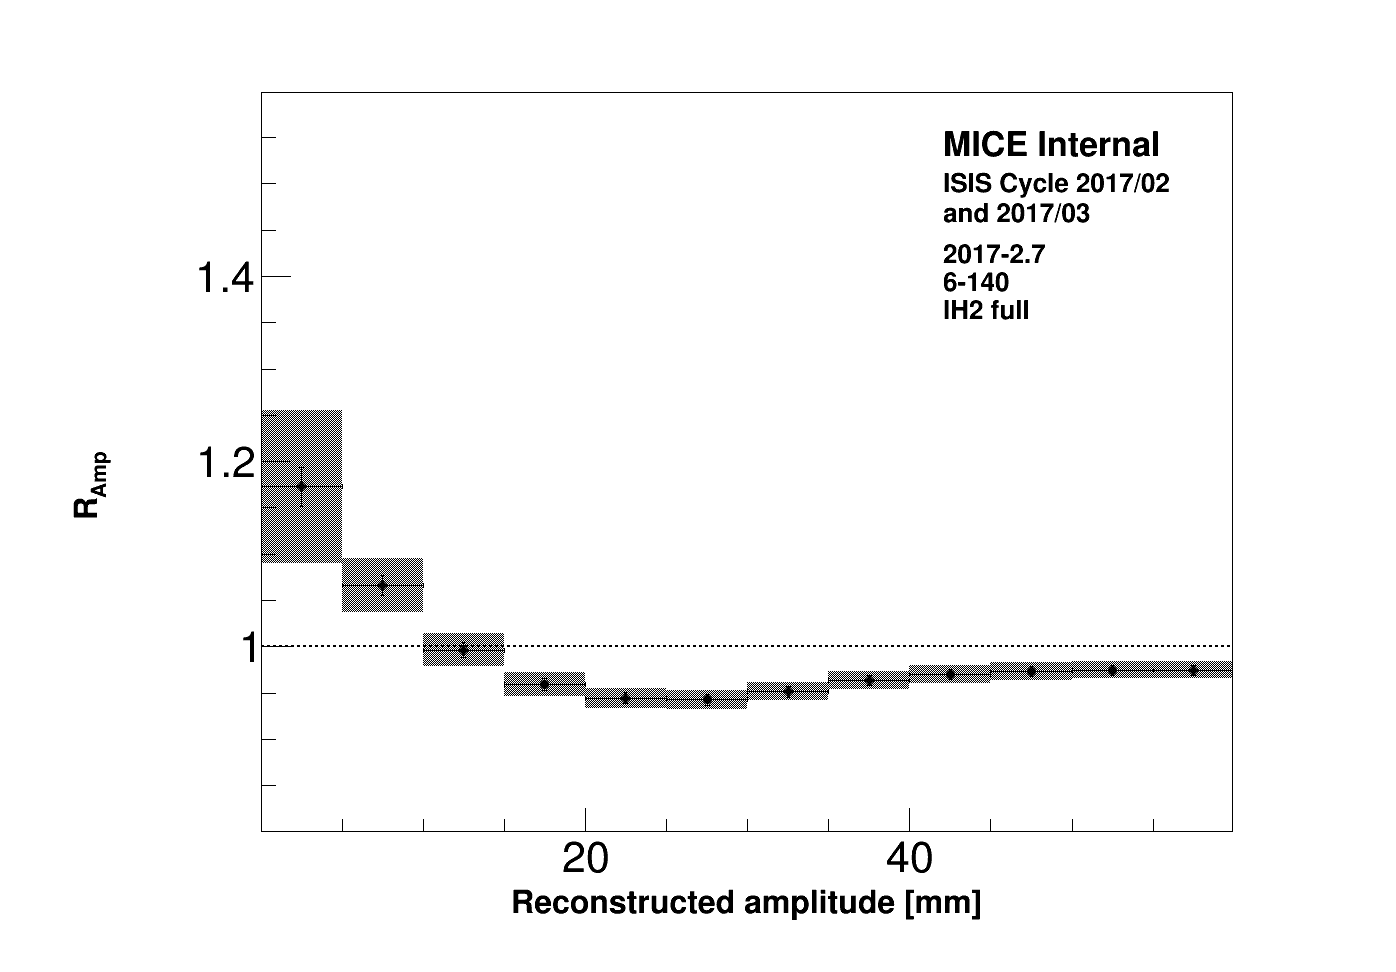 MICE Internal
ISIS Cycle 2017/02
and 2017/03
2017-2.7
6-140
lH2 full
1.4
1.2
1
R_Amp
20
40
Reconstructed amplitude [mm]